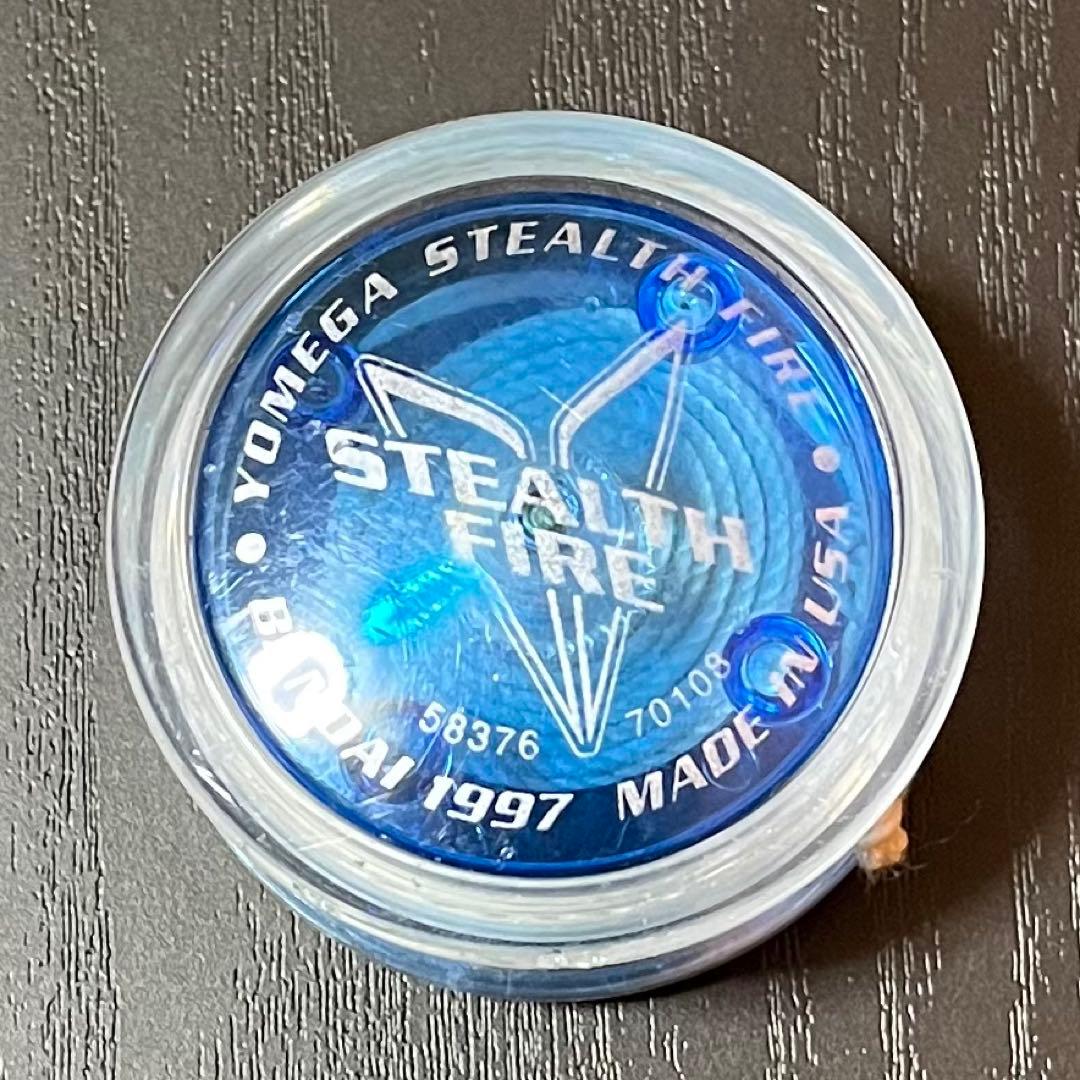 YOMEGA STEALTH FIRE
STEALTH
FIRE
58376 70108
1997 MADE IN USA